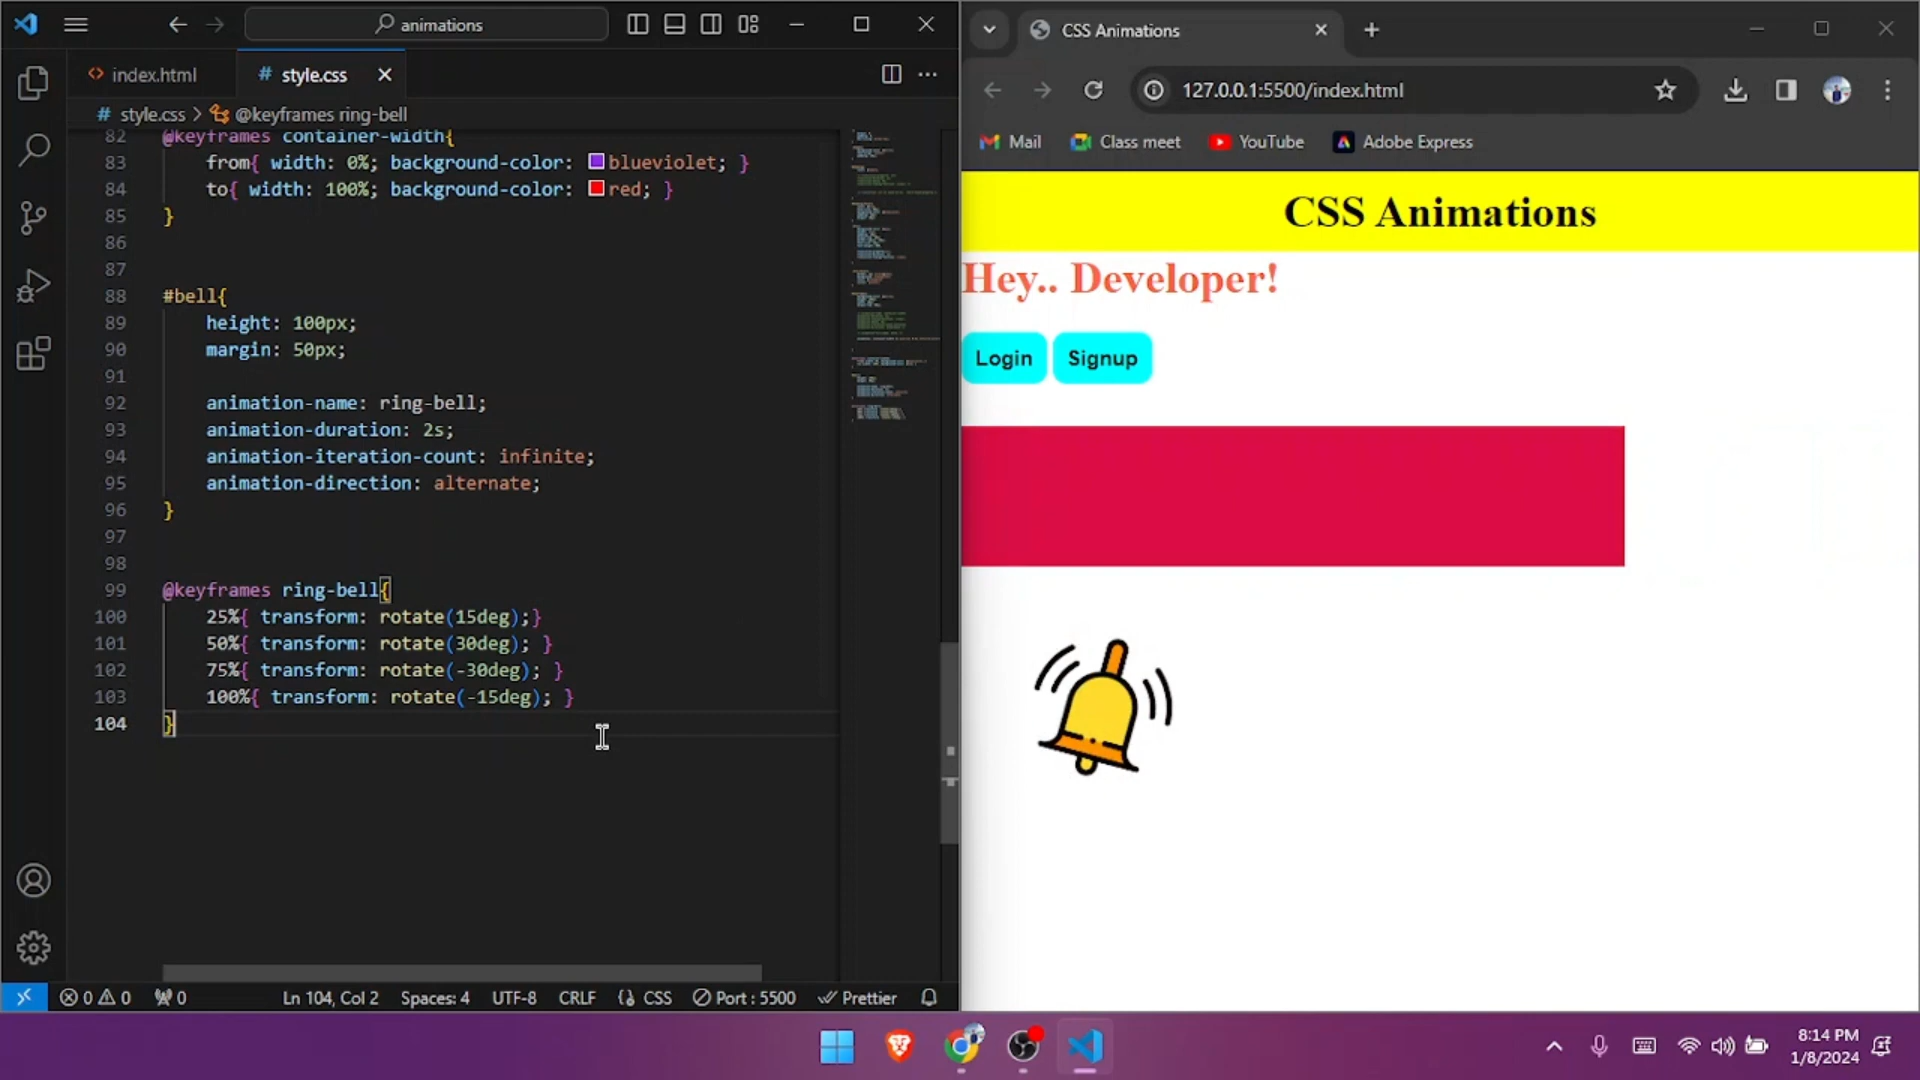 animations
index.html
# style.css
# style.css > @keyframes ring-bell
82 @keyframes container-width{
83 from{ width: 0%; background-color: blueviolet; }
84 to{ width: 100%; background-color: red; }
85 }
86
87
88 #bell{
89 height: 100px;
90 margin: 50px;
91
92 animation-name: ring-bell;
93 animation-duration: 2s;
94 animation-iteration-count: infinite;
95 animation-direction: alternate;
96 }
97
98
99 @keyframes ring-bell{
100 25%{ transform: rotate(15deg);}
101 50%{ transform: rotate(30deg); }
102 75%{ transform: rotate(-30deg); }
103 100%{ transform: rotate(-15deg); }
104 }
0 0 0 Ln 104, Col 2 Spaces: 4 UTF-8 CRLF {} CSS Port : 5500 Prettier
CSS Animations
127.0.0.1:5500/index.html
Mail Class meet YouTube Adobe Express
CSS Animations
Hey.. Developer!
Login Signup
8:14 PM
1/8/2024